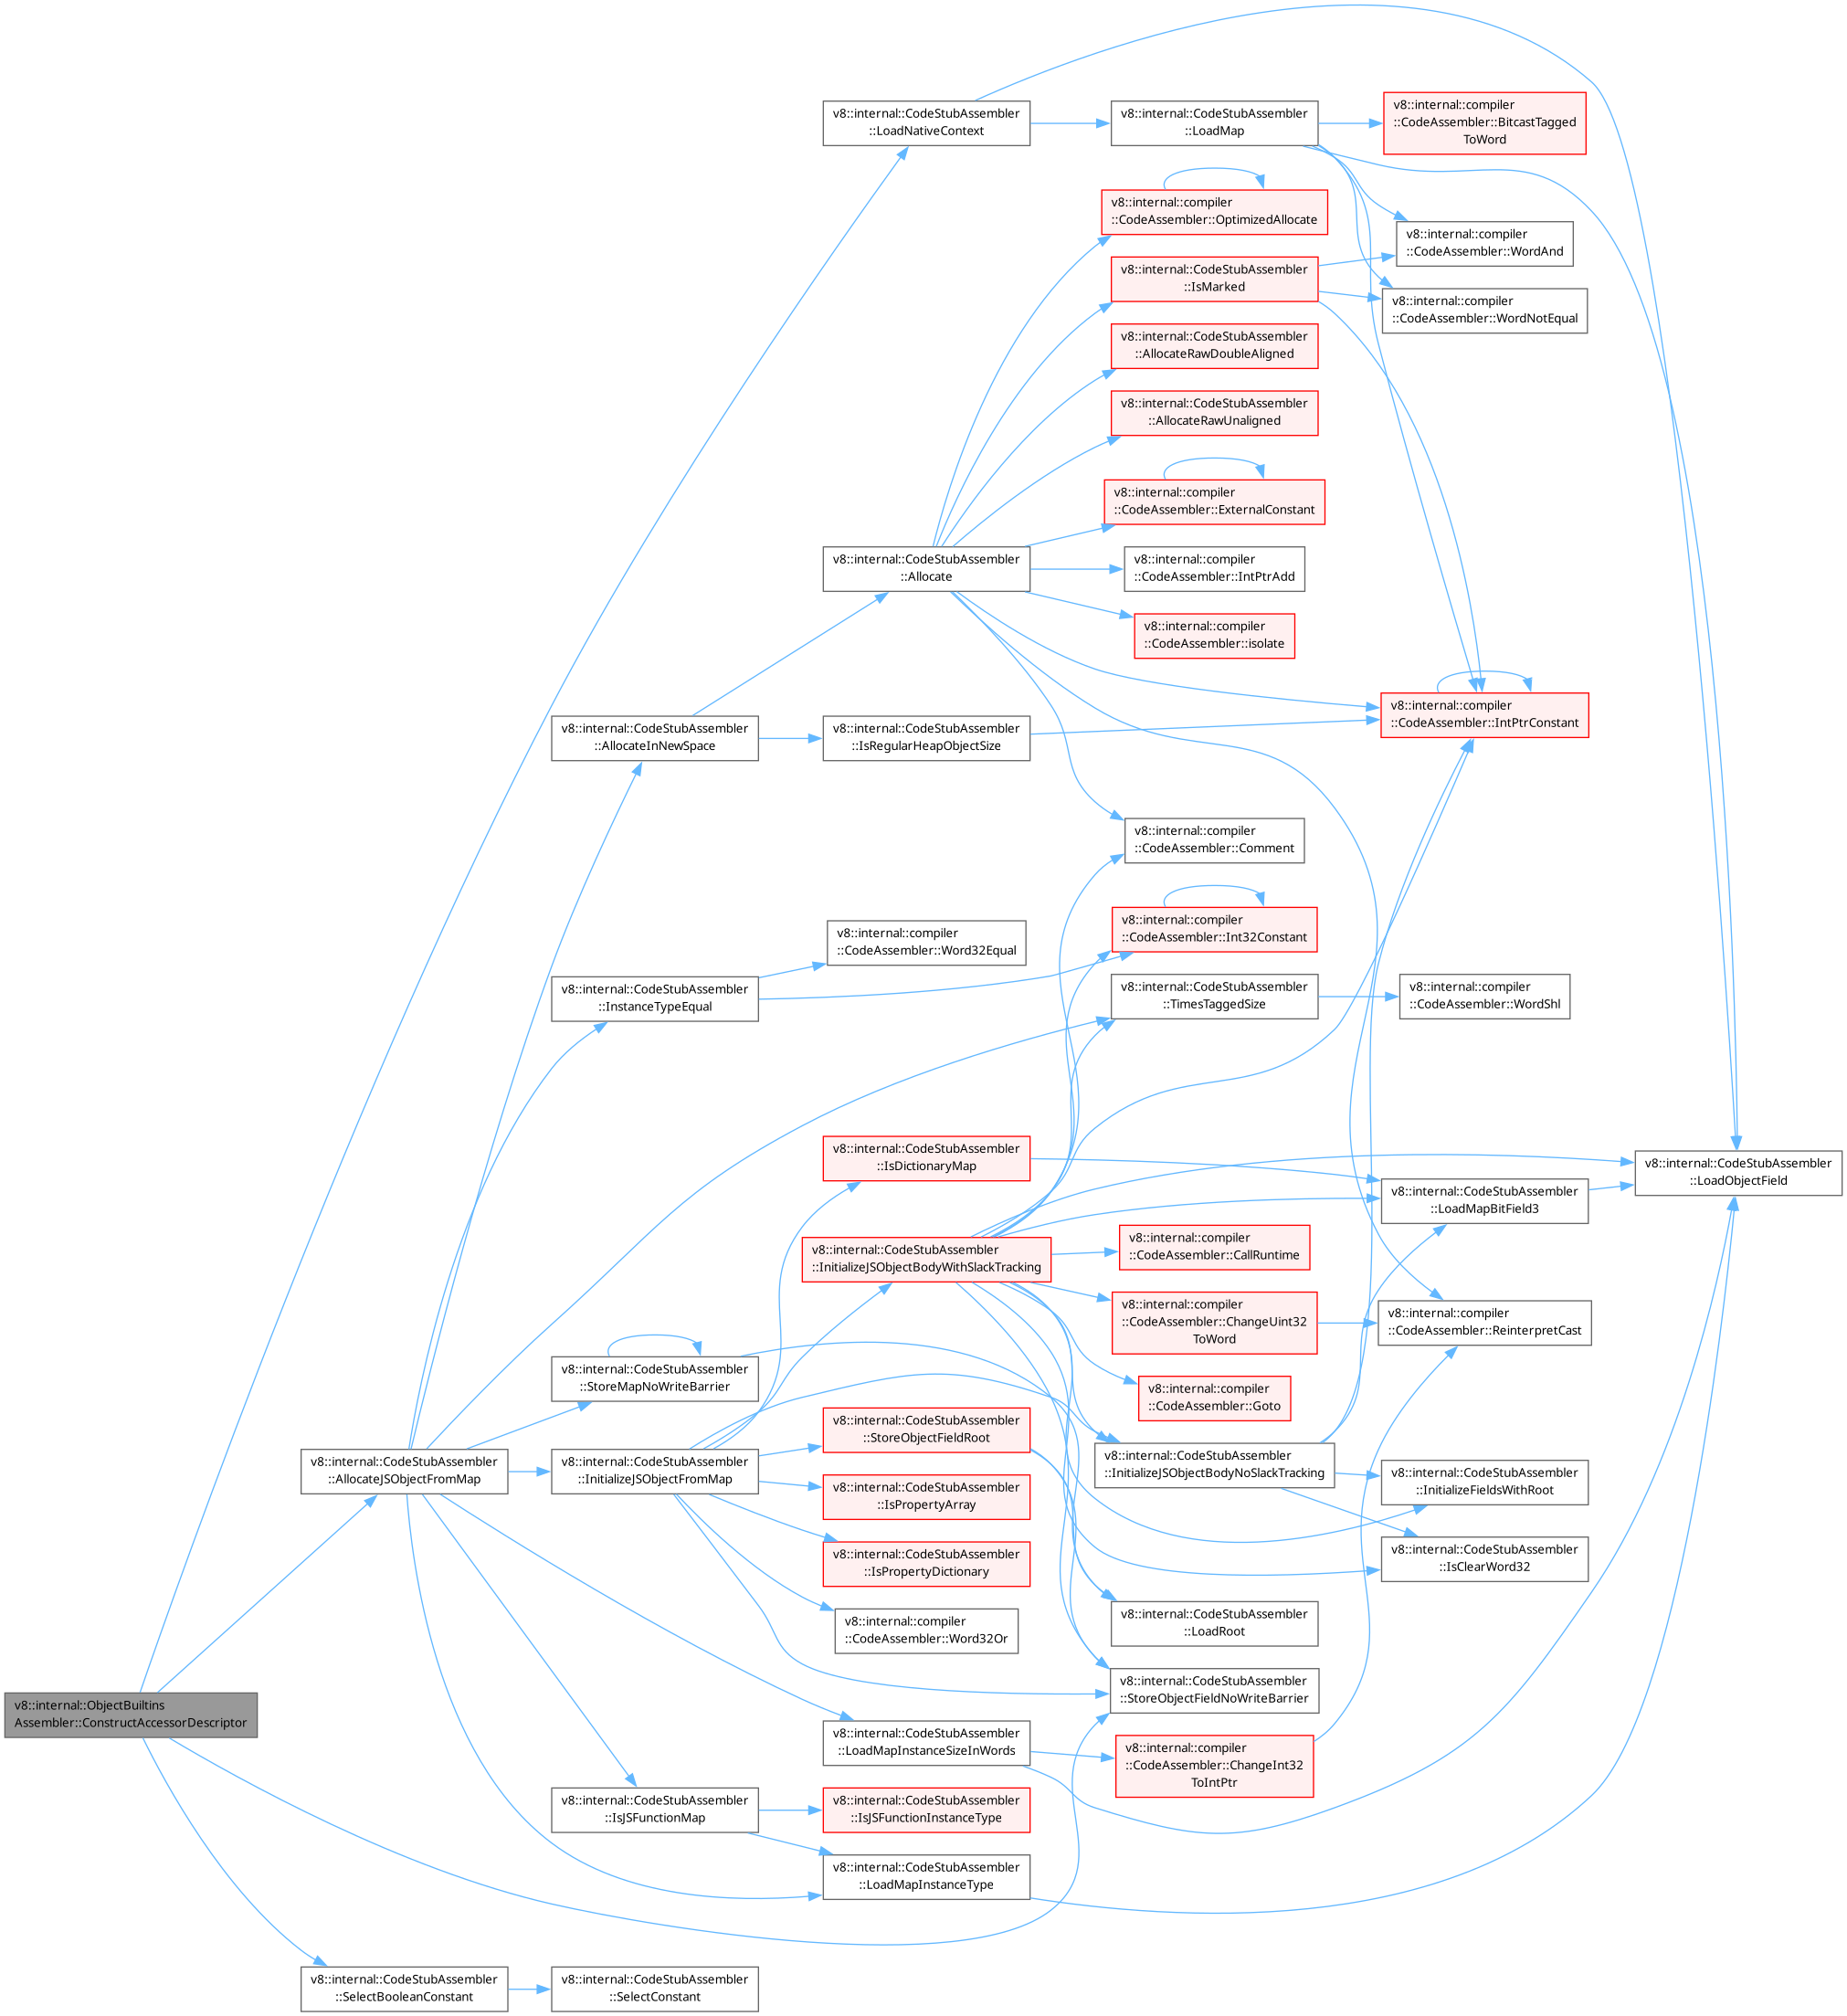 v8::internal::CodeStubAssembler
::LoadNativeContext
v8::internal::CodeStubAssembler
::LoadMap
v8::internal::compiler
::CodeAssembler::BitcastTagged
ToWord
v8::internal::compiler
::CodeAssembler::OptimizedAllocate
v8::internal::compiler
::CodeAssembler::WordAnd
v8::internal::CodeStubAssembler
::IsMarked
v8::internal::compiler
::CodeAssembler::WordNotEqual
v8::internal::CodeStubAssembler
::AllocateRawDoubleAligned
v8::internal::CodeStubAssembler
::AllocateRawUnaligned
v8::internal::compiler
::CodeAssembler::ExternalConstant
v8::internal::CodeStubAssembler
::Allocate
v8::internal::compiler
::CodeAssembler::IntPtrAdd
v8::internal::compiler
::CodeAssembler::isolate
v8::internal::compiler
::CodeAssembler::IntPtrConstant
v8::internal::CodeStubAssembler
::AllocateInNewSpace
v8::internal::CodeStubAssembler
::IsRegularHeapObjectSize
v8::internal::compiler
::CodeAssembler::Comment
v8::internal::compiler
::CodeAssembler::Word32Equal
v8::internal::compiler
::CodeAssembler::Int32Constant
v8::internal::CodeStubAssembler
::InstanceTypeEqual
v8::internal::CodeStubAssembler
::TimesTaggedSize
v8::internal::compiler
::CodeAssembler::WordShl
v8::internal::CodeStubAssembler
::IsDictionaryMap
v8::internal::CodeStubAssembler
::LoadObjectField
v8::internal::CodeStubAssembler
::LoadMapBitField3
v8::internal::CodeStubAssembler
::InitializeJSObjectBodyWithSlackTracking
v8::internal::compiler
::CodeAssembler::CallRuntime
v8::internal::compiler
::CodeAssembler::ChangeUint32
ToWord
v8::internal::compiler
::CodeAssembler::ReinterpretCast
v8::internal::CodeStubAssembler
::StoreMapNoWriteBarrier
v8::internal::compiler
::CodeAssembler::Goto
v8::internal::CodeStubAssembler
::StoreObjectFieldRoot
v8::internal::CodeStubAssembler
::AllocateJSObjectFromMap
v8::internal::CodeStubAssembler
::InitializeJSObjectFromMap
v8::internal::CodeStubAssembler
::InitializeJSObjectBodyNoSlackTracking
v8::internal::CodeStubAssembler
::InitializeFieldsWithRoot
v8::internal::CodeStubAssembler
::IsPropertyArray
v8::internal::CodeStubAssembler
::IsPropertyDictionary
v8::internal::CodeStubAssembler
::IsClearWord32
v8::internal::compiler
::CodeAssembler::Word32Or
v8::internal::CodeStubAssembler
::LoadRoot
v8::internal::CodeStubAssembler
::StoreObjectFieldNoWriteBarrier
v8::internal::ObjectBuiltins
Assembler::ConstructAccessorDescriptor
v8::internal::CodeStubAssembler
::LoadMapInstanceSizeInWords
v8::internal::compiler
::CodeAssembler::ChangeInt32
ToIntPtr
v8::internal::CodeStubAssembler
::IsJSFunctionMap
v8::internal::CodeStubAssembler
::IsJSFunctionInstanceType
v8::internal::CodeStubAssembler
::LoadMapInstanceType
v8::internal::CodeStubAssembler
::SelectBooleanConstant
v8::internal::CodeStubAssembler
::SelectConstant